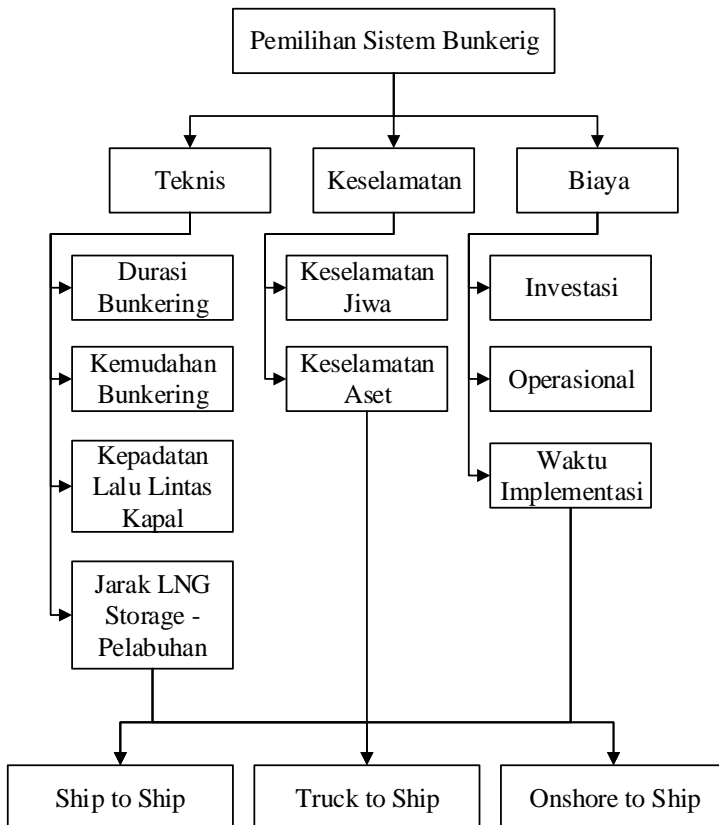 Pemilihan Sistem Bunkerig
Teknis
Keselamatan
Biaya
Durasi
Bunkering
Kemudahan
Bunkering
Kepadatan
Lalu Lintas
Kapal
Jarak LNG
Storage -
Pelabuhan
Keselamatan
Jiwa
Keselamatan
Aset
Investasi
Operasional
Waktu
Implementasi
Ship to Ship
Truck to Ship
Onshore to Ship